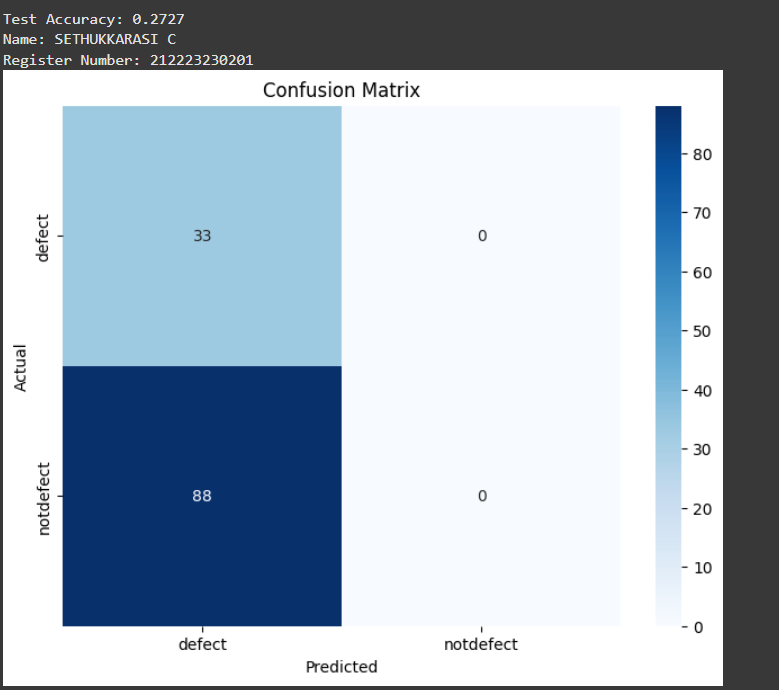 Test Accuracy: 0.2727
Name: SETHUKKARASI C
Register Number: 212223230201
Confusion Matrix
defect
33
0
80
70
60
50
40
30
20
10
0
Actual
notdefect
88
0
defect
notdefect
Predicted